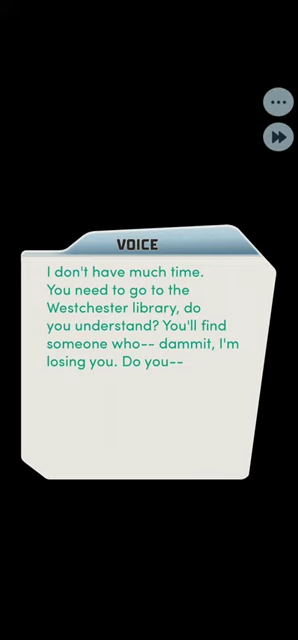 VOICE
I don't have much time.
You need to go to the
Westchester library, do
you understand? You'll find
someone who-- dammit, I'm
losing you. Do you--